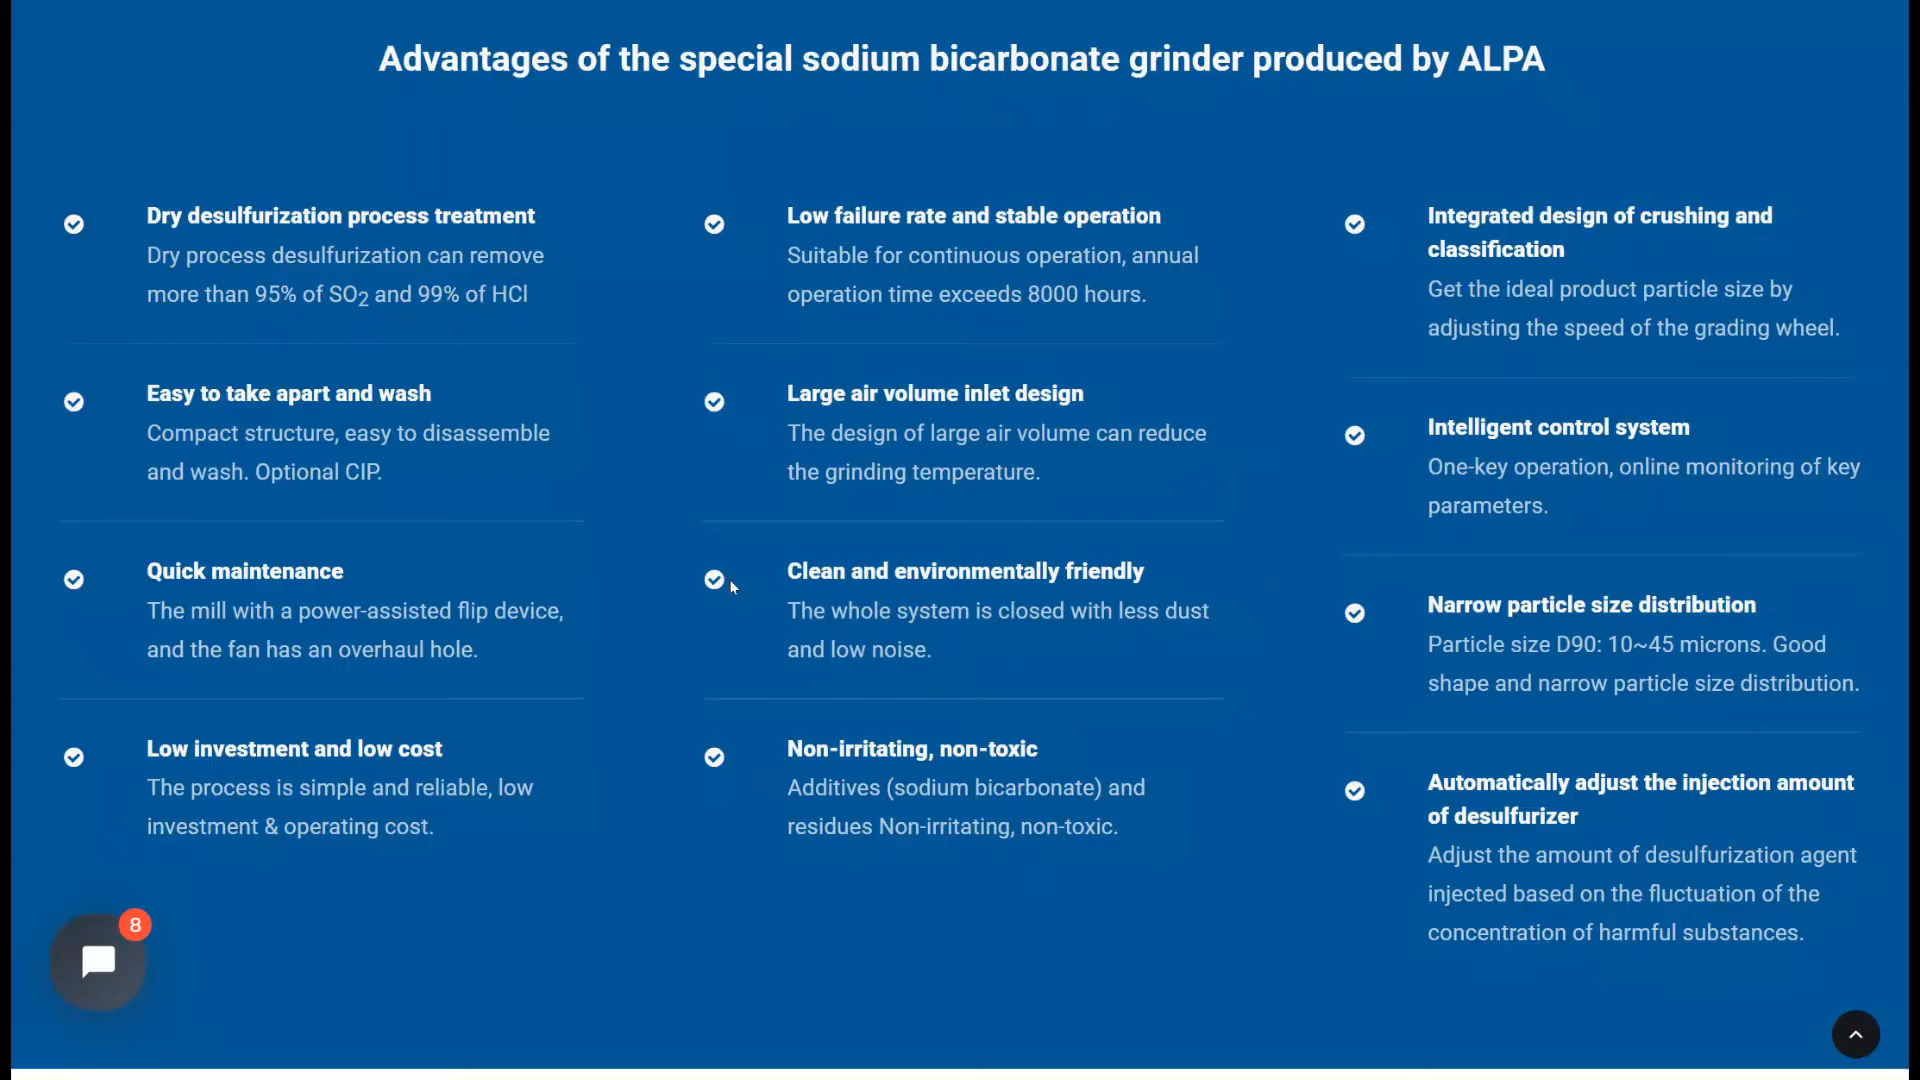 Advantages of the special sodium bicarbonate grinder produced by ALPA
Dry desulfurization process treatment
Dry process desulfurization can remove
more than 95% of SO2 and 99% of HCl
Easy to take apart and wash
Compact structure, easy to disassemble
and wash. Optional CIP.
Quick maintenance
The mill with a power-assisted flip device,
and the fan has an overhaul hole.
Low investment and low cost
The process is simple and reliable, low
investment & operating cost.
Low failure rate and stable operation
Suitable for continuous operation, annual
operation time exceeds 8000 hours.
Large air volume inlet design
The design of large air volume can reduce
the grinding temperature.
Clean and environmentally friendly
The whole system is closed with less dust
and low noise.
Non-irritating, non-toxic
Additives (sodium bicarbonate) and
residues Non-irritating, non-toxic.
Integrated design of crushing and
classification
Get the ideal product particle size by
adjusting the speed of the grading wheel.
Intelligent control system
One-key operation, online monitoring of key
parameters.
Narrow particle size distribution
Particle size D90: 10~45 microns. Good
shape and narrow particle size distribution.
Automatically adjust the injection amount
of desulfurizer
Adjust the amount of desulfurization agent
injected based on the fluctuation of the
concentration of harmful substances.
8